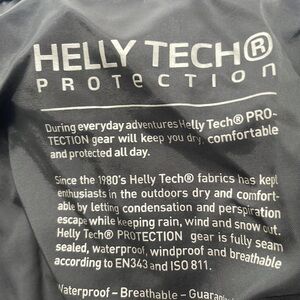 HELLY TECH®
PROTECTION
During everyday adventures Helly Tech® PRO-
TECTION gear will keep you dry, comfortable
and protected all day.
Since the 1980's Helly Tech® fabrics has kept
enthusiasts in the outdoors dry and comfort-
able by letting condensation and perspiration
escape while keeping rain, wind and snow out.
Helly Tech® PROTECTION gear is fully seam
sealed, waterproof, windproof and breathable
according to EN343 and ISO 811.
Waterproof – Breathable –